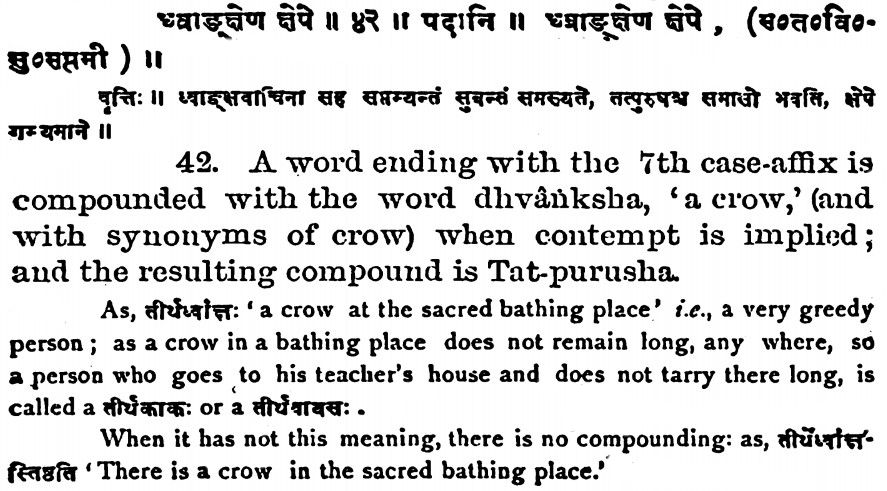 ध्वाङ्क्षेण क्षेपे ॥ ४२ ॥ पदानि ॥ ध्वाङ्क्षेण क्षेपे , (स०त०वि०-
सु०सप्तमी ) ॥
वृत्तिः ॥ ध्वाङ्क्षवाचिना सह सप्तम्यन्तं सुबन्तं समस्यते, तत्पुरुषश्च समासो भवति, क्षेपे
गम्यमाने ॥
42. A word ending with the 7th case-affix is
compounded with the word dhvâṅksha, ‘a crow,’ (and
with synonyms of crow) when contempt is implied ;
and the resulting compound is Tat-purusha.
As, तीर्थध्वांक्षः ‘a crow at the sacred bathing place’ i.e., a very greedy
person ; as a crow in a bathing place does not remain long, any where, so
a person who goes to his teacher's house and does not tarry there long, is
called a तीर्थकाकः or a तीर्थवायसः .
When it has not this meaning, there is no compounding: as, तीर्थेध्वांक्ष-
स्तिष्ठति ‘There is a crow in the sacred bathing place.’